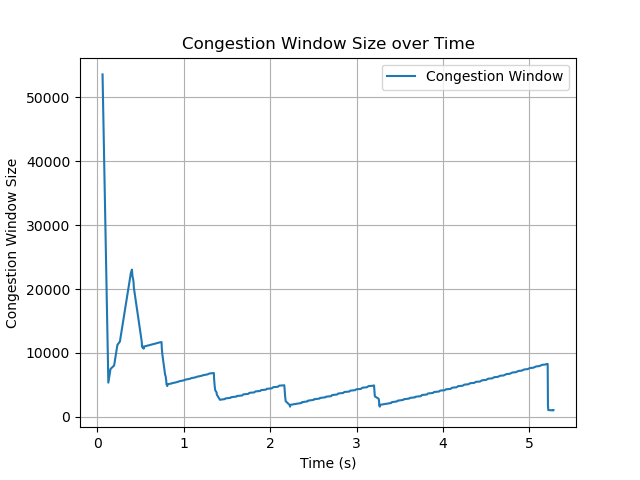 Congestion Window Size over Time
Congestion Window
50000
40000
30000
20000
10000
0
Congestion Window Size
0 1 2 3 4 5
Time (s)